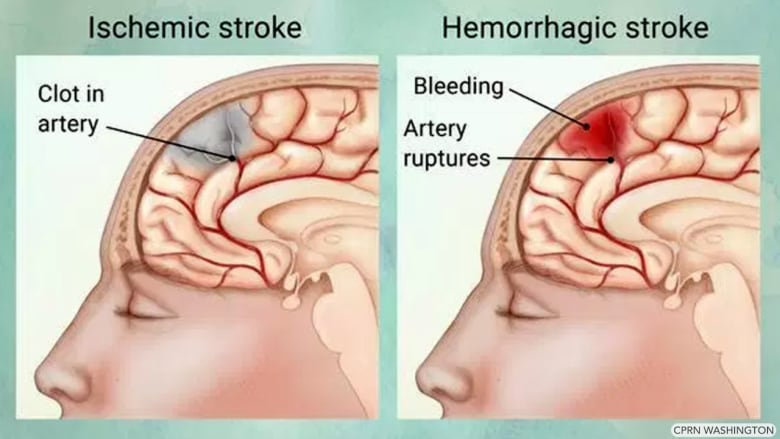 Ischemic stroke
Clot in
artery
Hemorrhagic stroke
Bleeding
Artery
ruptures
CPRN WASHINGTON